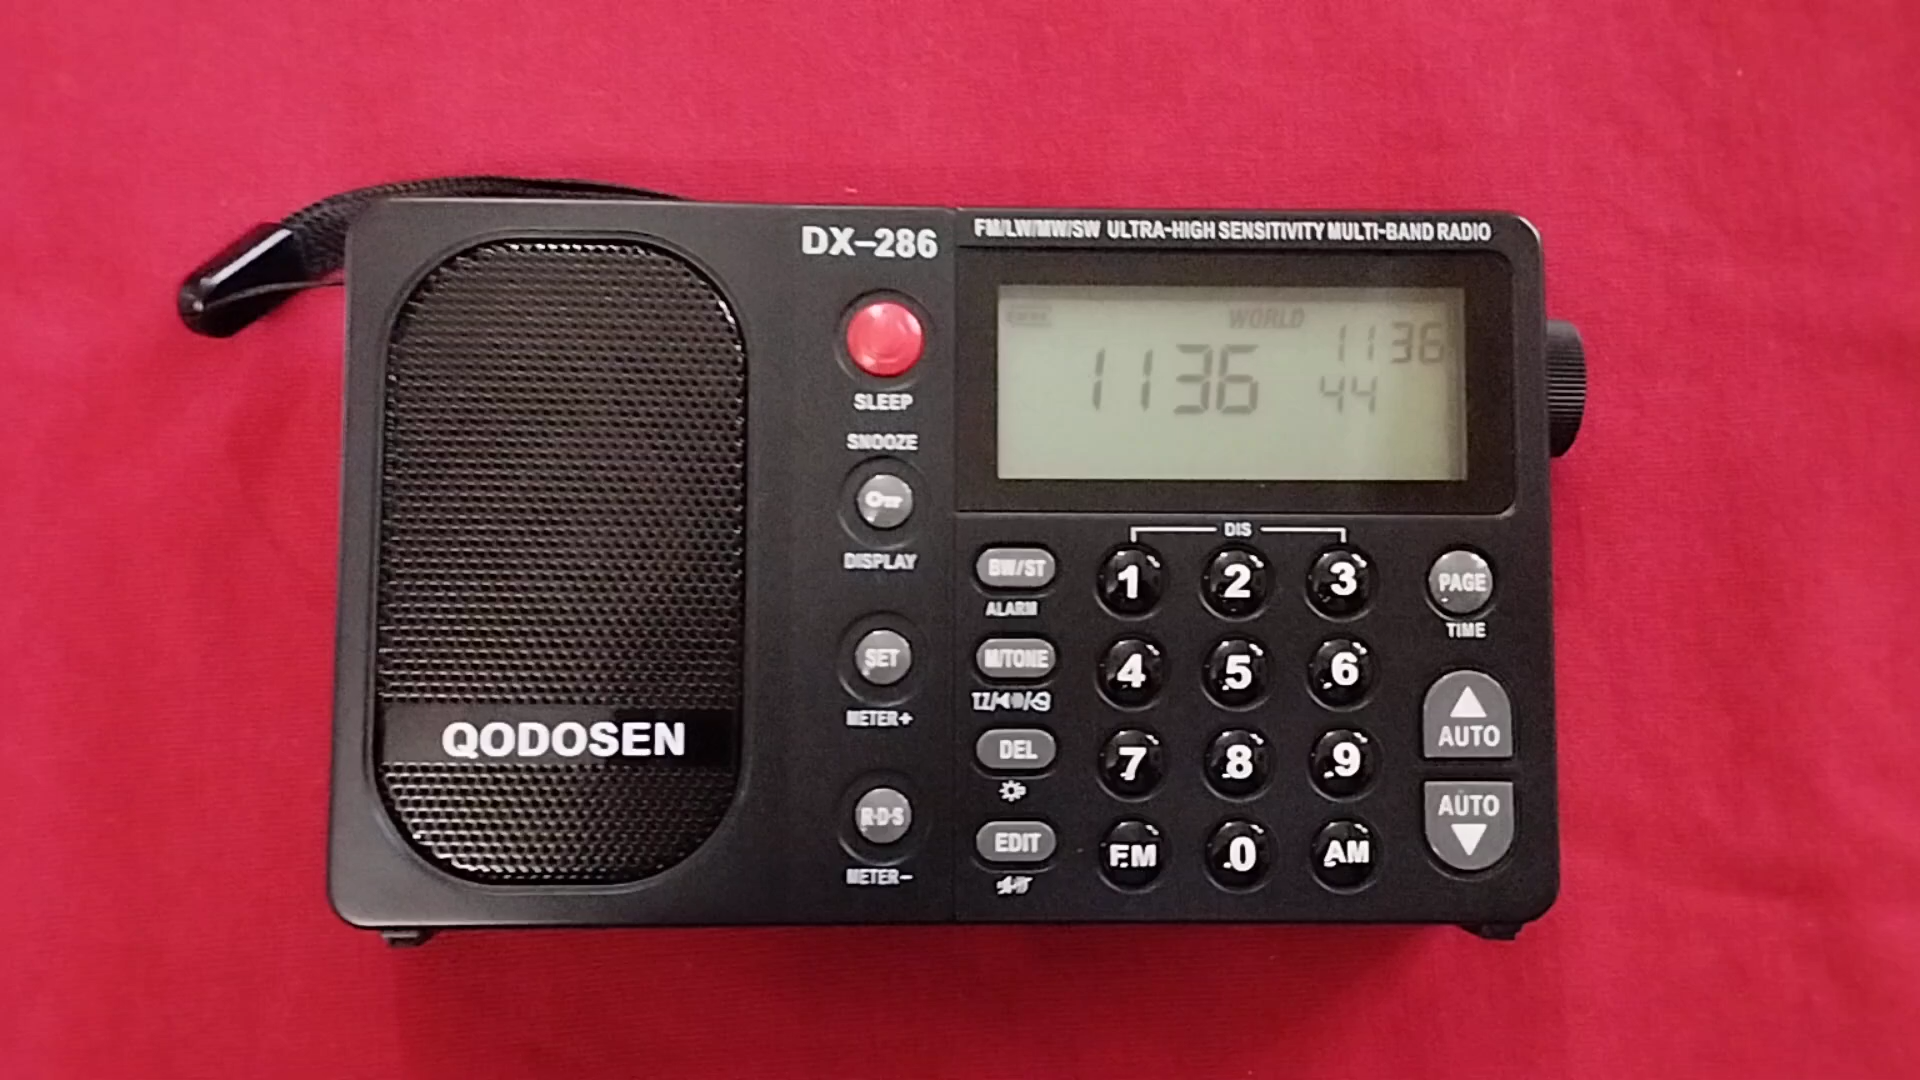 DX-286
FM/LW/MW/SW ULTRA-HIGH SENSITIVITY MULTI-BAND RADIO
WORLD
1136
1136
44
SLEEP
SNOOZE
DISPLAY
SET
METER+
R·D·S
METER-
QODOSEN
DIS
BW/ST
1
2
3
PAGE
ALARM
TIME
M/TONE
4
5
6
TZ/
AUTO
DEL
7
8
9
AUTO
EDIT
FM
0
AM